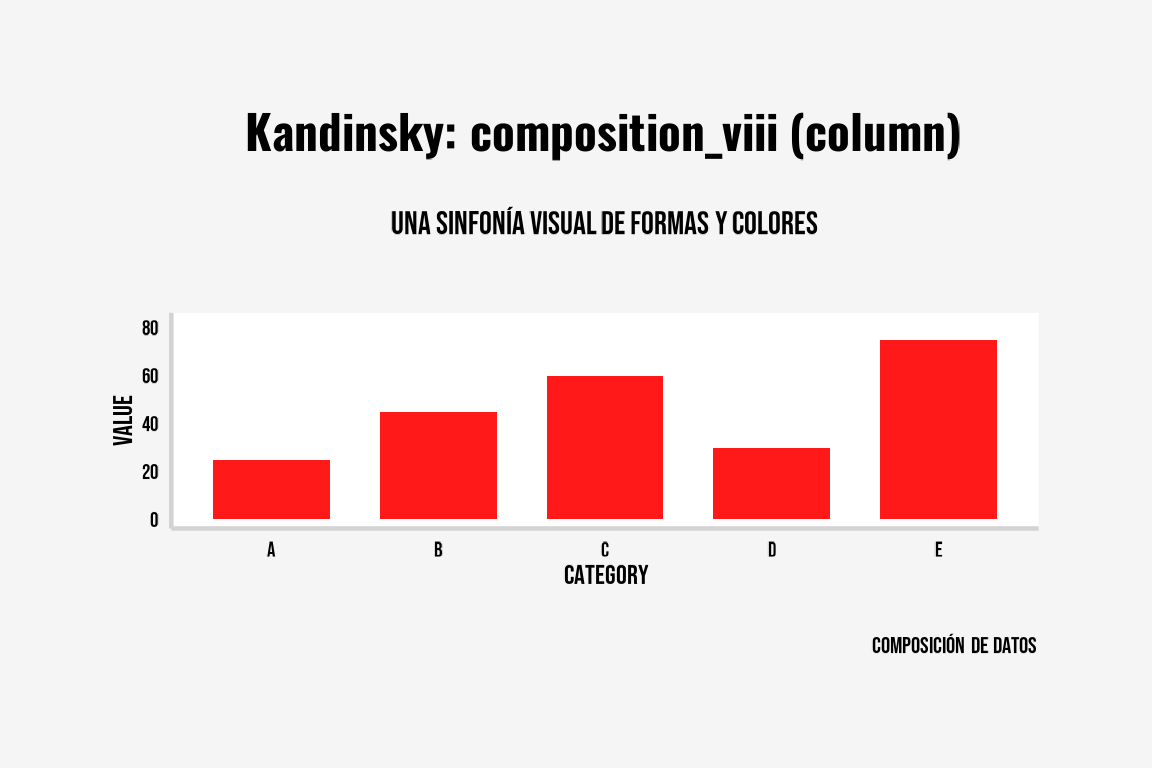 Kandinsky: composition_viii (column)
UNA SINFONÍA VISUAL DE FORMAS Y COLORES
80
60
40
20
0
VALUE
A B C D E
CATEGORY
COMPOSICIÓN DE DATOS